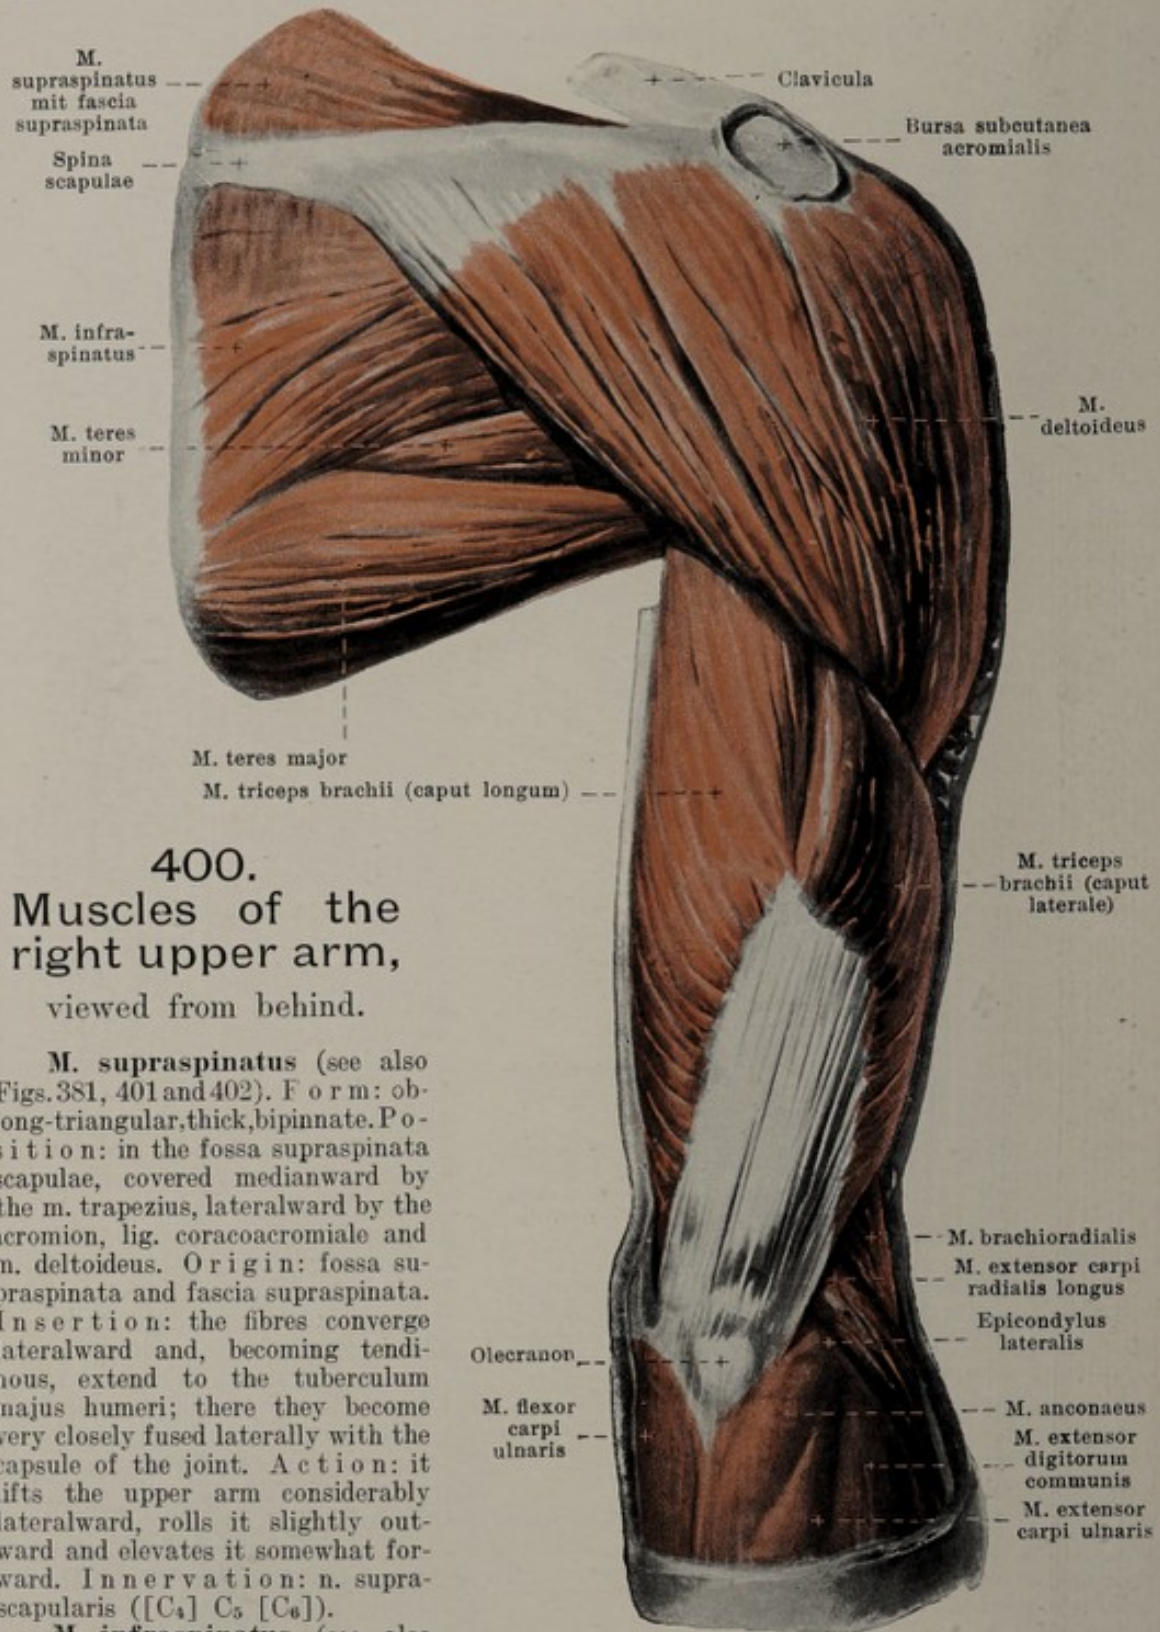 M.
supraspinatus
mit fascia
supraspinata
Spina
scapulae
M. infra-
spinatus
M. teres
minor
Clavicula
Bursa subcutanea
acromialis
M.
deltoideus
M. teres major
M. triceps brachii (caput longum)
M. triceps
brachii (caput
laterale)
M. brachioradialis
M. extensor carpi
radialis longus
Epicondylus
lateralis
Olecranon
M. flexor
carpi
ulnaris
M. anconaeus
M. extensor
digitorum
communis
M. extensor
carpi ulnaris
400.
Muscles of the
right upper arm,
viewed from behind.
M. supraspinatus (see also
Figs. 381, 401 and 402). Form: ob-
ong-triangular, thick, bipinnate. Po-
sition: in the fossa supraspinata
scapulae, covered medianward by
the m. trapezius, lateralward by the
acromion, lig. coracoacromiale and
m. deltoideus. Origin: fossa su-
praspinata and fascia supraspinata.
Insertion: the fibres converge
ateralward and, becoming tendi-
nous, extend to the tuberculum
majus humeri; there they become
very closely fused laterally with the
capsule of the joint. Action: it
ifts the upper arm considerably
lateralward, rolls it slightly out-
ward and elevates it somewhat for-
ward. Innervation: n. supra-
scapularis ([C₄] C₅ [C₆]).
M. infraspinatus (see also